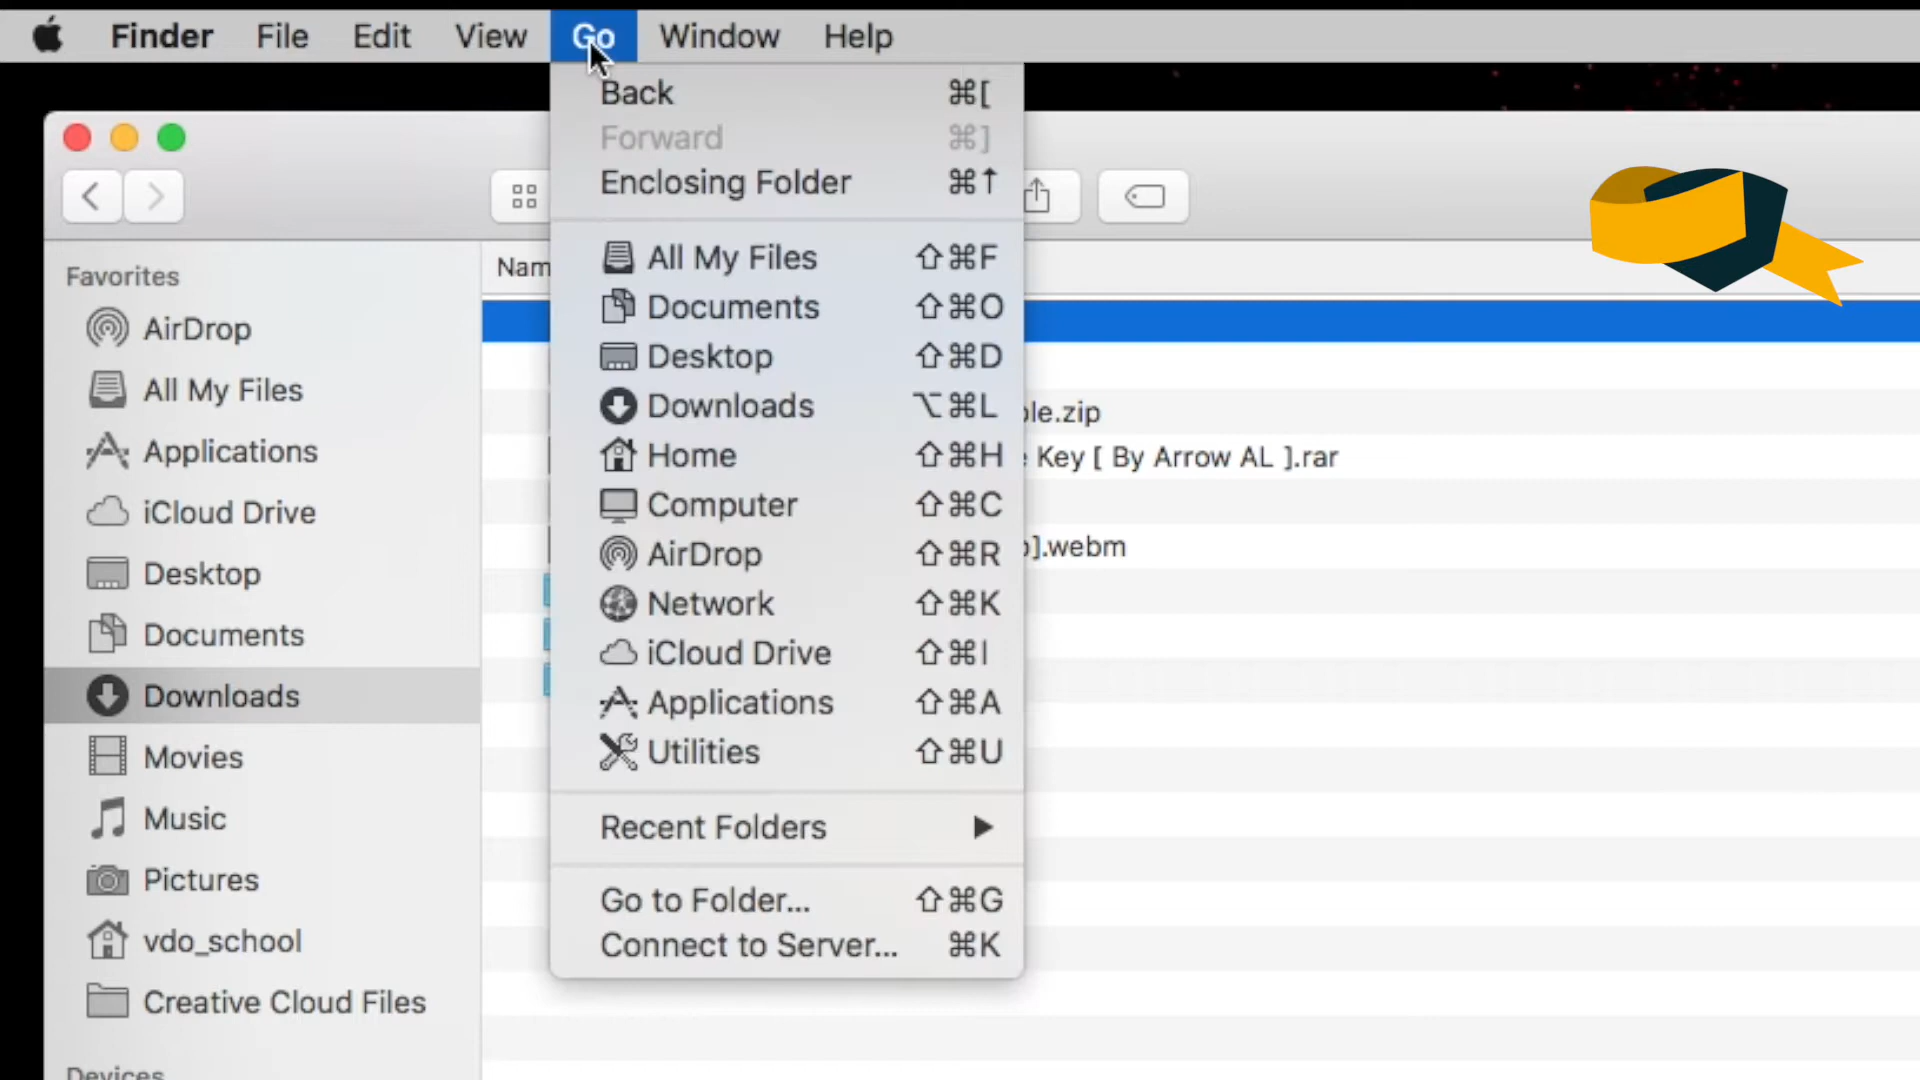 Finder File Edit View Go Window Help
Back ⌘[
Forward ⌘]
Enclosing Folder ⌘↑
All My Files ⇧⌘F
Documents ⇧⌘O
Desktop ⇧⌘D
Downloads ⌥⌘L
Home ⇧⌘H
Computer ⇧⌘C
AirDrop ⇧⌘R
Network ⇧⌘K
iCloud Drive ⇧⌘I
Applications ⇧⌘A
Utilities ⇧⌘U
Recent Folders ▶
Go to Folder... ⇧⌘G
Connect to Server... ⌘K
Favorites
AirDrop
All My Files
Applications
iCloud Drive
Desktop
Documents
Downloads
Movies
Music
Pictures
vdo_school
Creative Cloud Files
Devices
Nam
le.zip
Key [ By Arrow AL ].rar
].webm